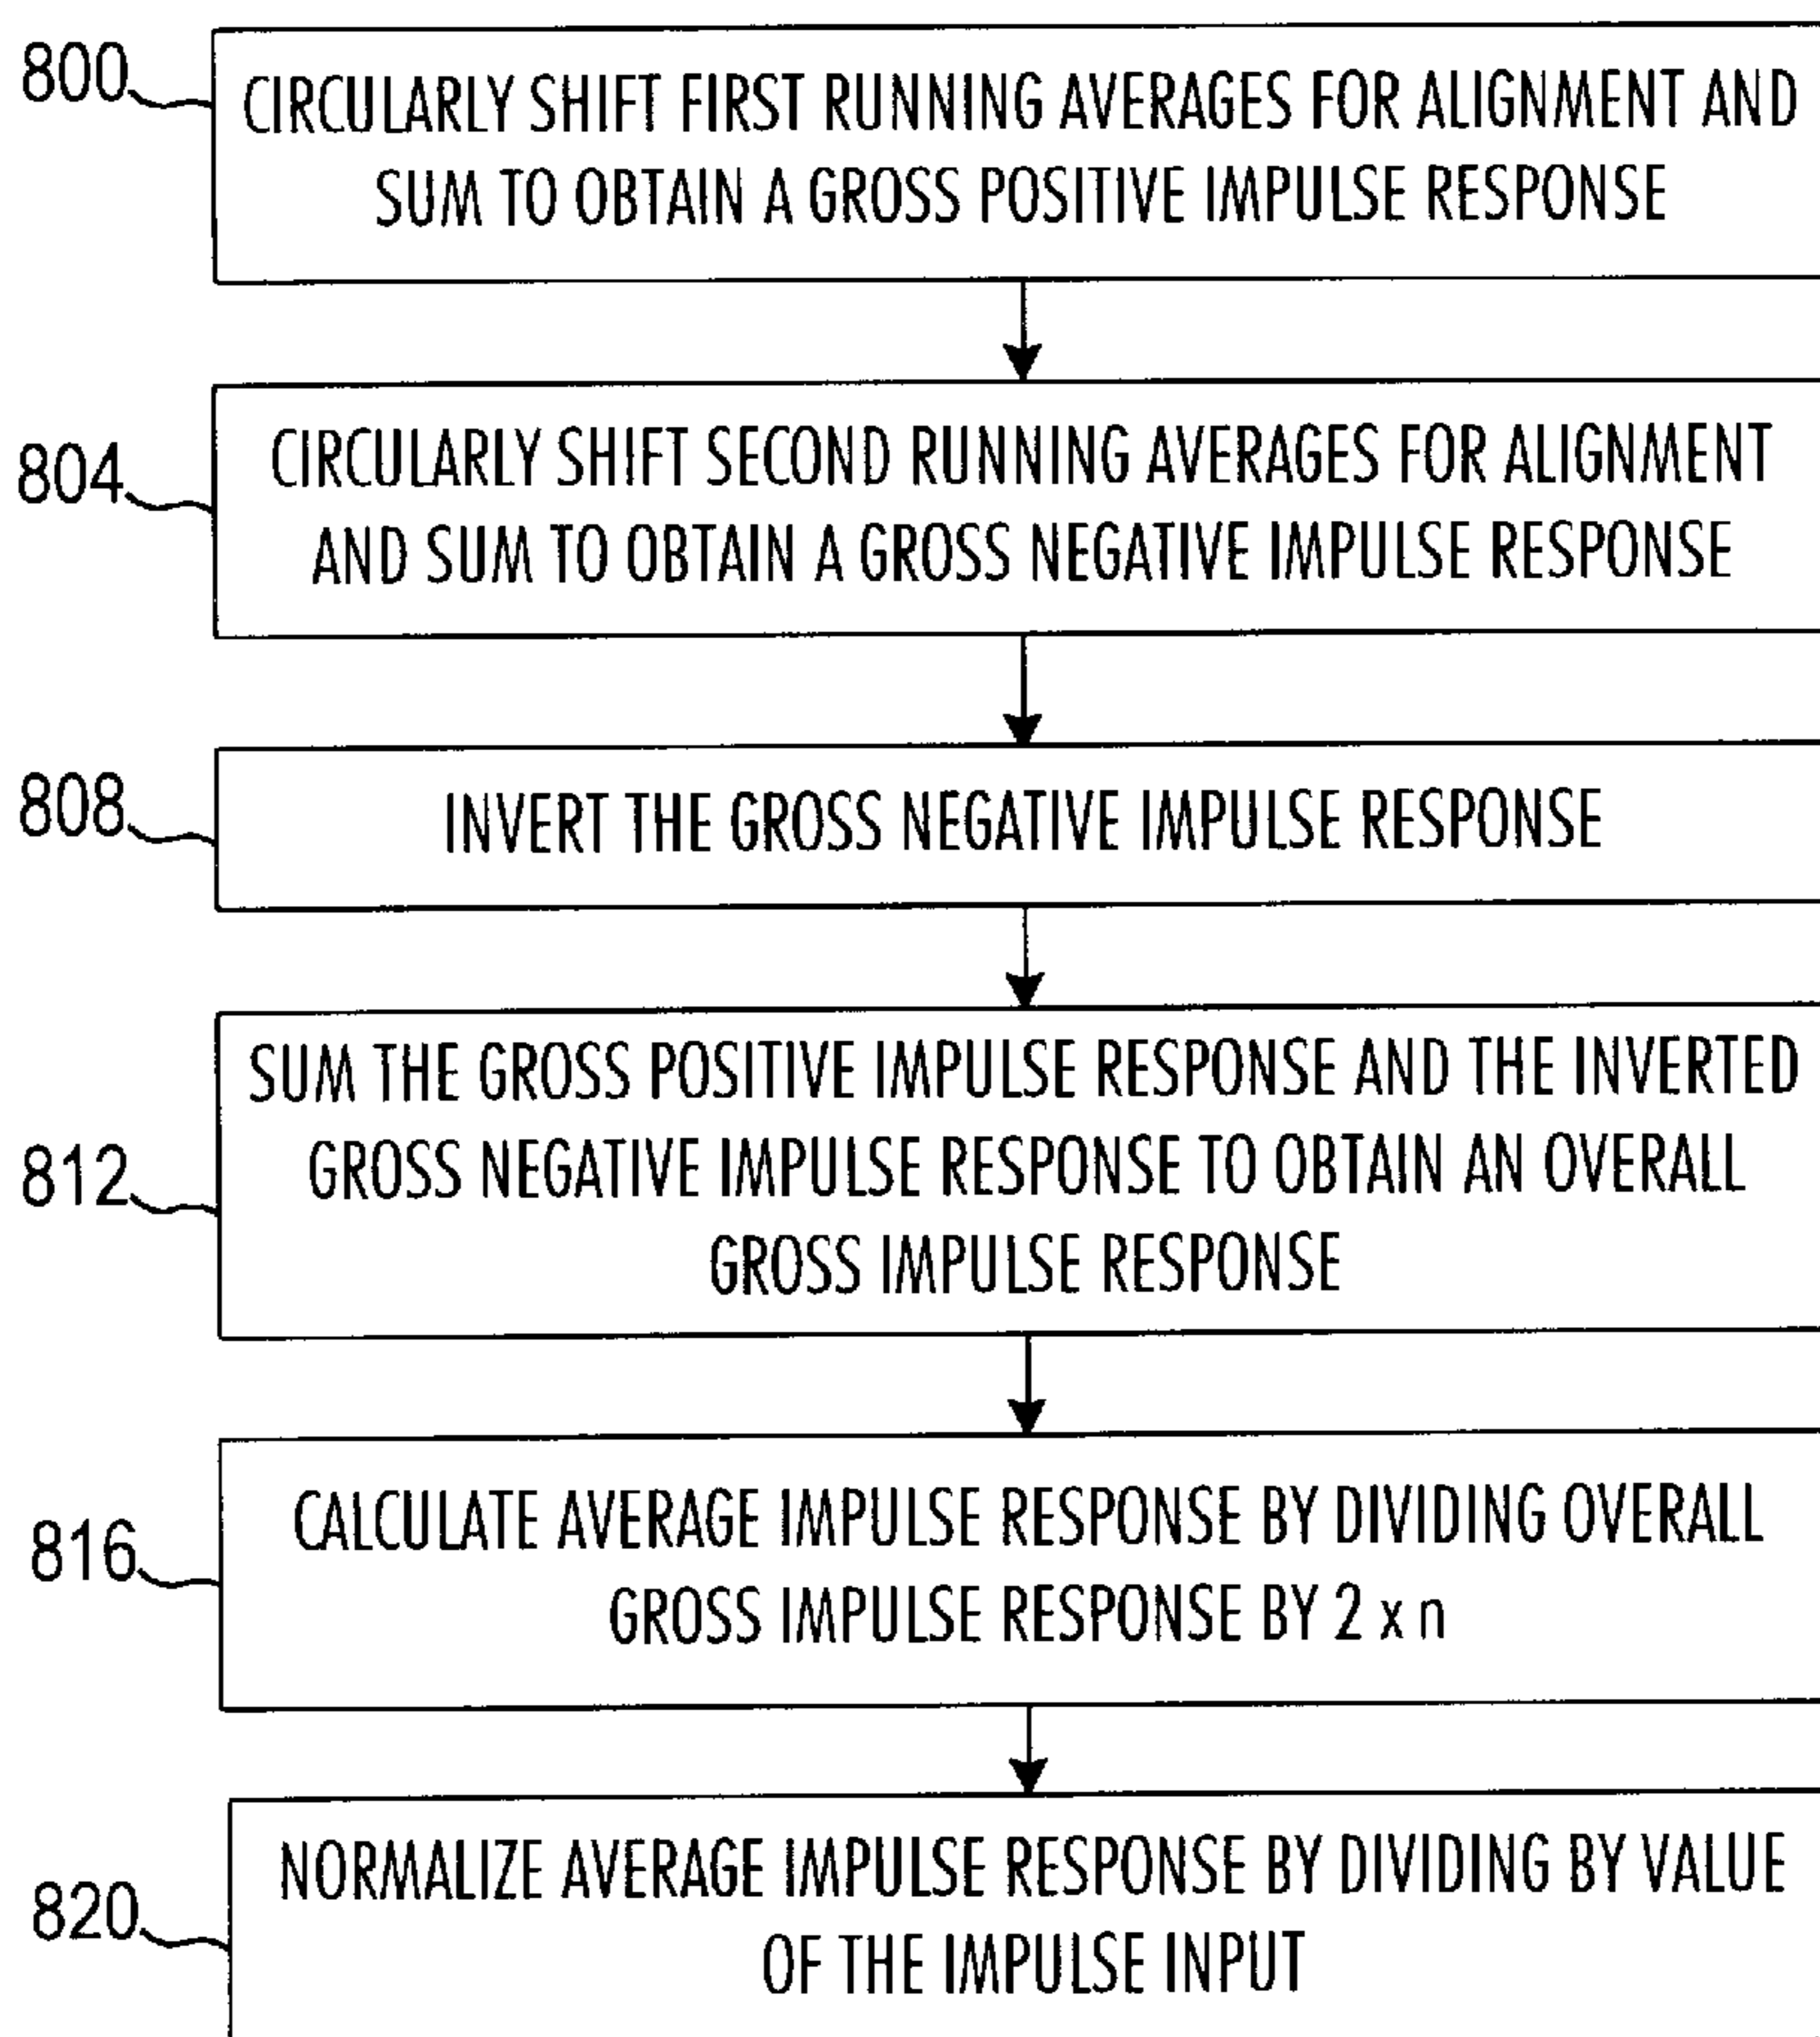 800
CIRCULARLY SHIFT FIRST RUNNING AVERAGES FOR ALIGNMENT AND
SUM TO OBTAIN A GROSS POSITIVE IMPULSE RESPONSE
804
CIRCULARLY SHIFT SECOND RUNNING AVERAGES FOR ALIGNMENT
AND SUM TO OBTAIN A GROSS NEGATIVE IMPULSE RESPONSE
808
INVERT THE GROSS NEGATIVE IMPULSE RESPONSE
812
SUM THE GROSS POSITIVE IMPULSE RESPONSE AND THE INVERTED
GROSS NEGATIVE IMPULSE RESPONSE TO OBTAIN AN OVERALL
GROSS IMPULSE RESPONSE
816
CALCULATE AVERAGE IMPULSE RESPONSE BY DIVIDING OVERALL
GROSS IMPULSE RESPONSE BY 2 x n
820
NORMALIZE AVERAGE IMPULSE RESPONSE BY DIVIDING BY VALUE
OF THE IMPULSE INPUT